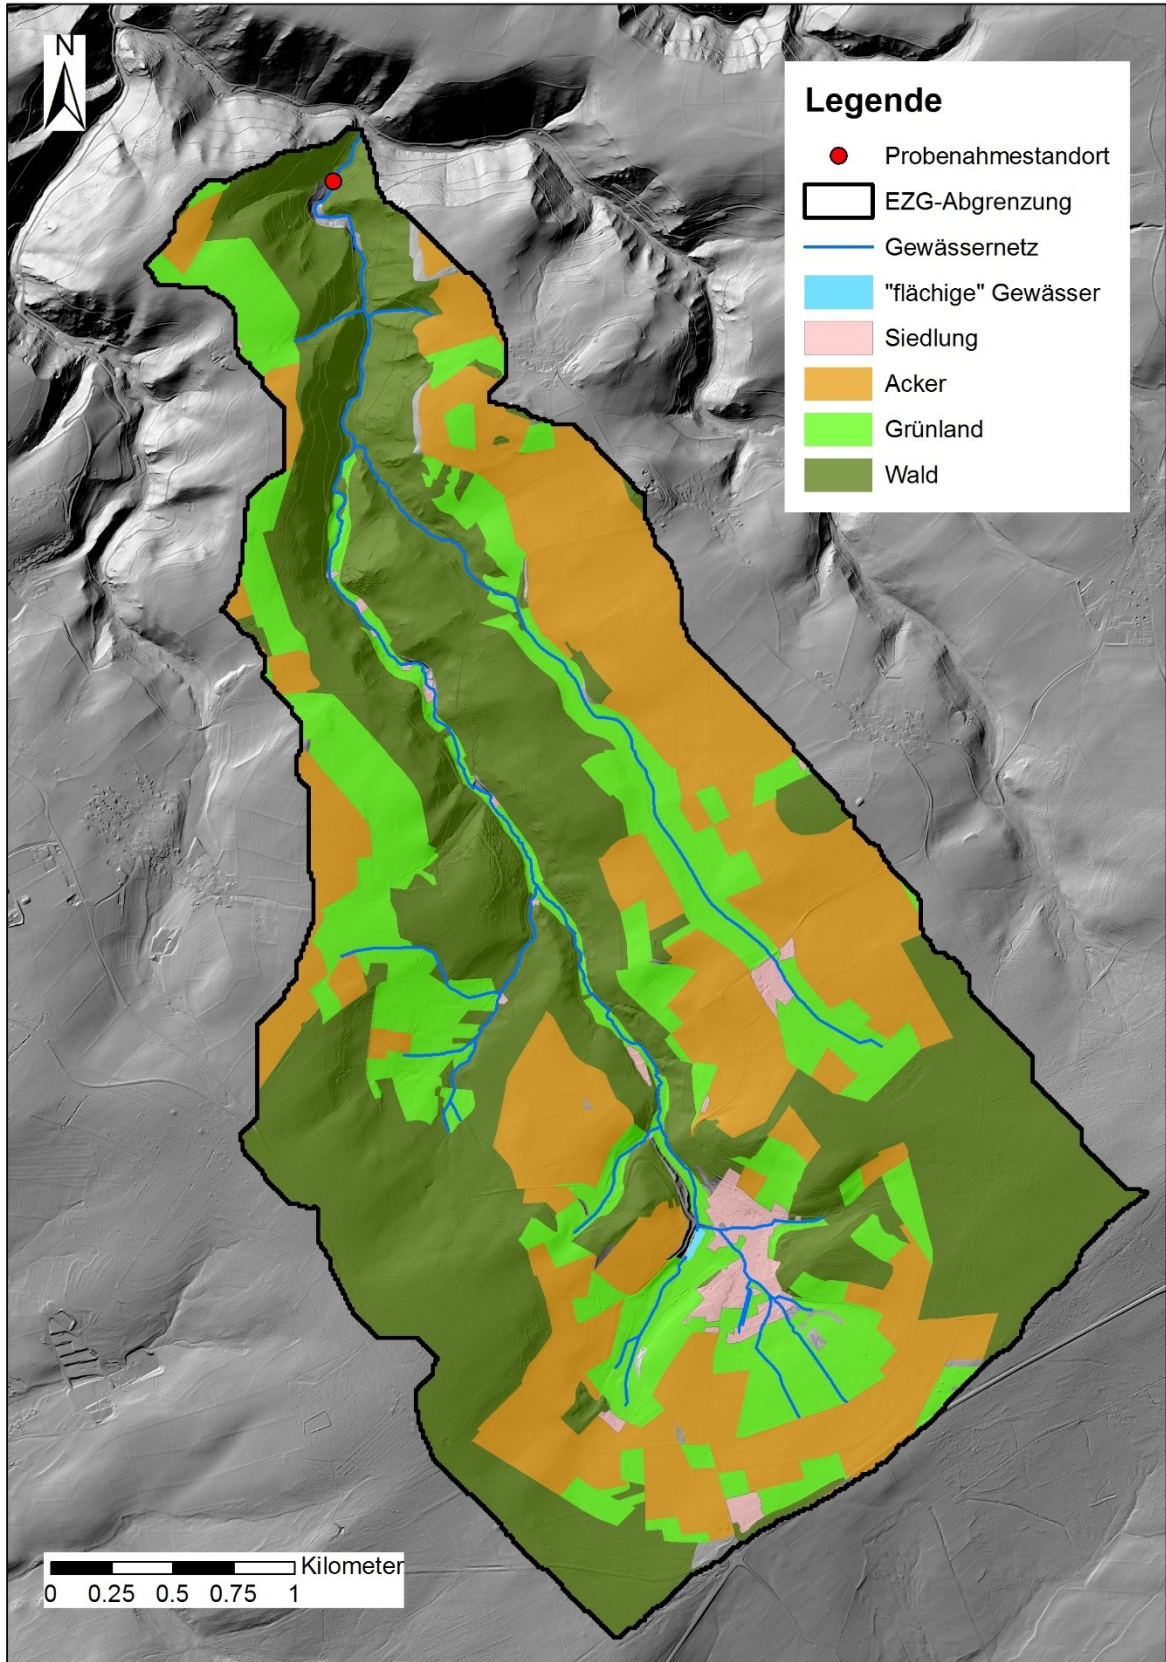 N
Legende
Probenahmestandort
EZG-Abgrenzung
Gewässernetz
"flächige" Gewässer
Siedlung
Acker
Grünland
Wald
Kilometer
0 0.25 0.5 0.75 1